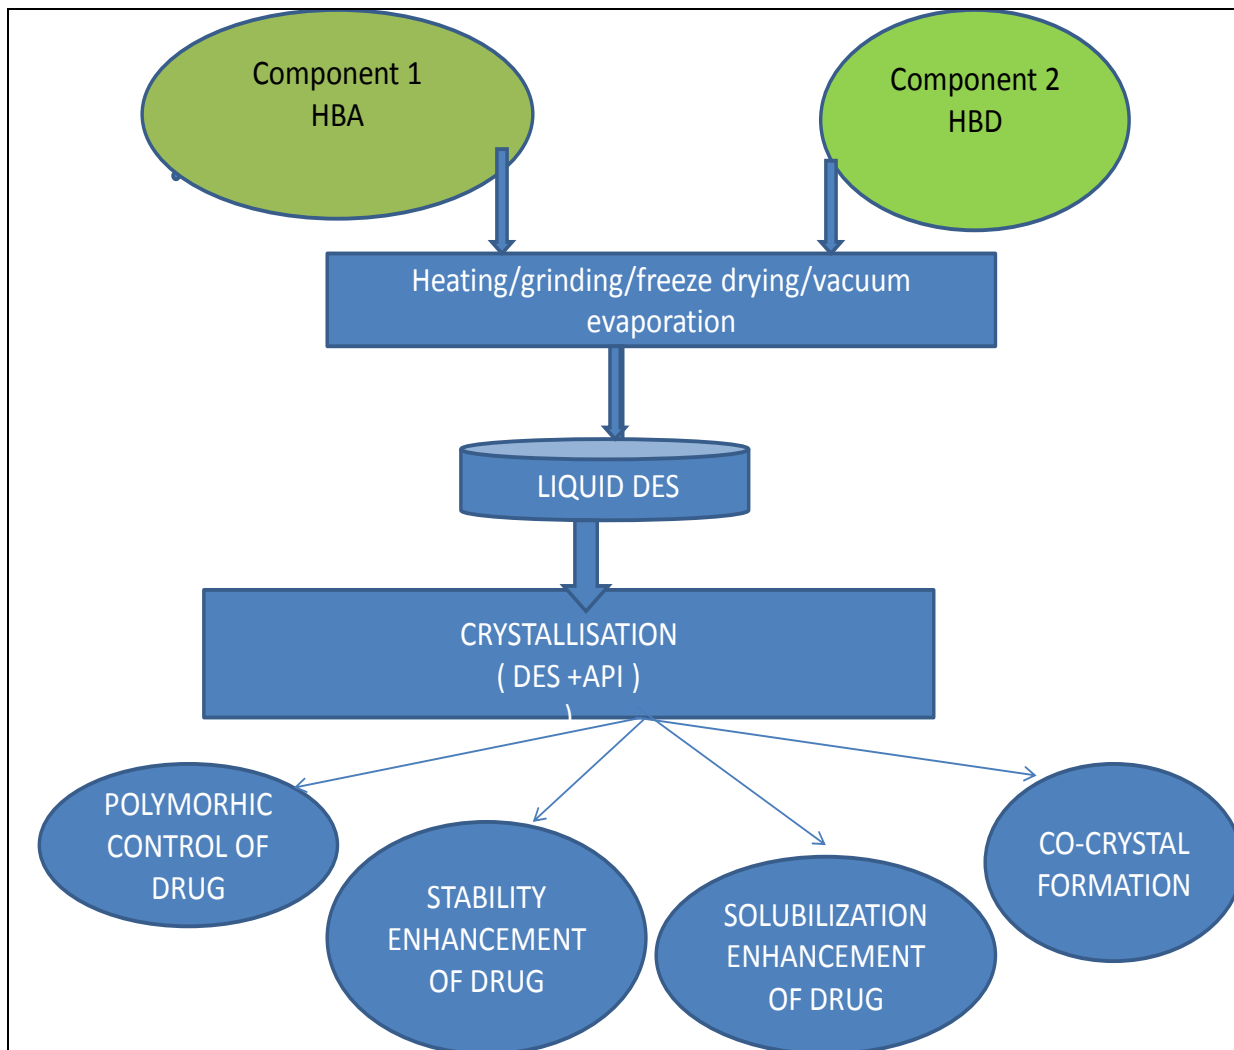 Component 1
HBA
Component 2
HBD
Heating/grinding/freeze drying/vacuum
evaporation
LIQUID DES
CRYSTALLISATION
( DES +API )
)
POLYMORHIC
CONTROL OF
DRUG
STABILITY
ENHANCEMENT
OF DRUG
SOLUBILIZATION
ENHANCEMENT
OF DRUG
CO-CRYSTAL
FORMATION